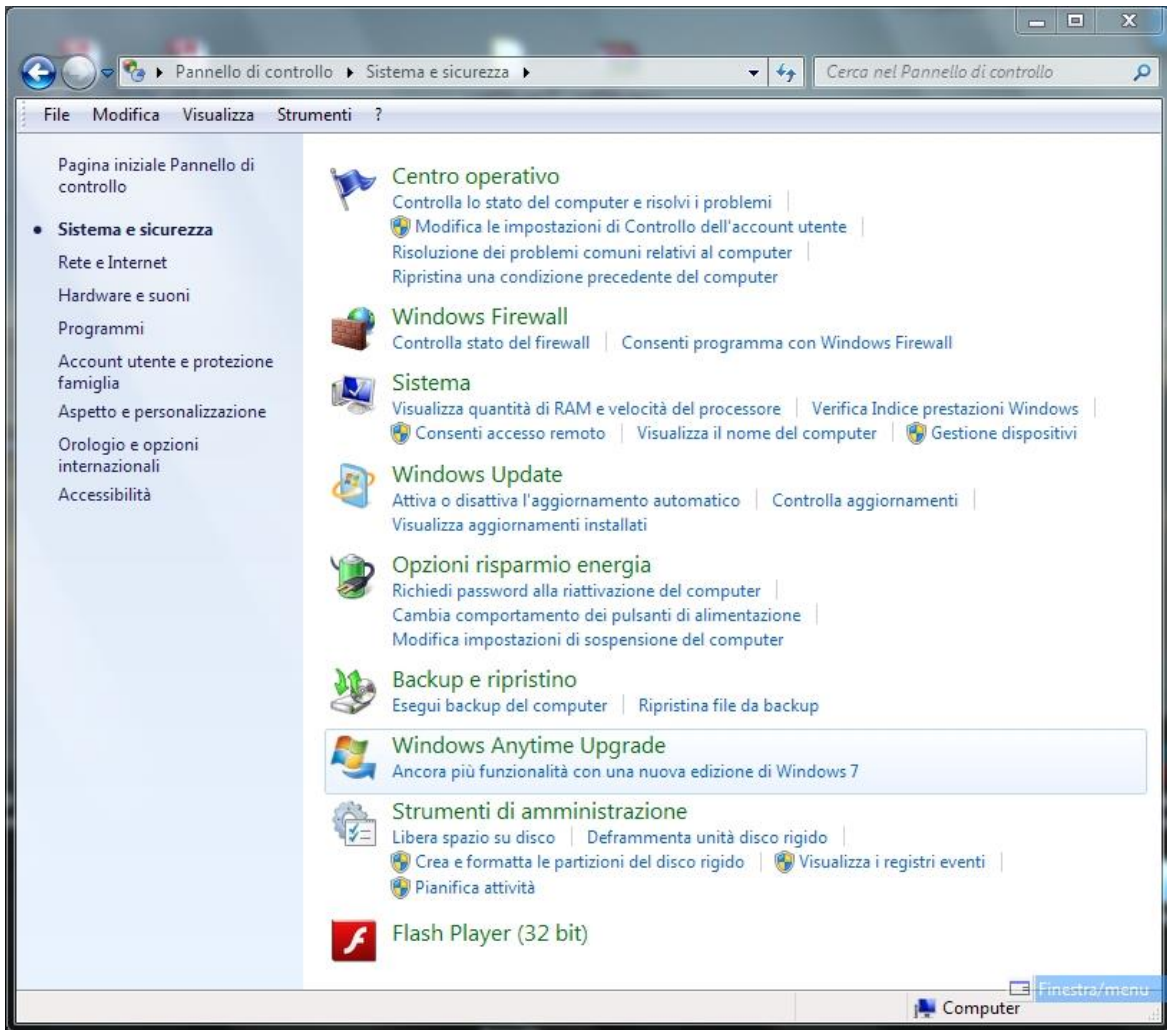 Pannello di controllo Sistema e sicurezza
Cerca nel Pannello di controllo
File Modifica Visualizza Strumenti ?
Pagina iniziale Pannello di
controllo
Sistema e sicurezza
Rete e Internet
Hardware e suoni
Programmi
Account utente e protezione
famiglia
Aspetto e personalizzazione
Orologio e opzioni
internazionali
Accessibilità
Centro operativo
Controlla lo stato del computer e risolvi i problemi
Modifica le impostazioni di Controllo dell'account utente
Risoluzione dei problemi comuni relativi al computer
Ripristina una condizione precedente del computer
Windows Firewall
Controlla stato del firewall Consenti programma con Windows Firewall
Sistema
Visualizza quantità di RAM e velocità del processore Verifica Indice prestazioni Windows
Consenti accesso remoto Visualizza il nome del computer Gestione dispositivi
Windows Update
Attiva o disattiva l'aggiornamento automatico Controlla aggiornamenti
Visualizza aggiornamenti installati
Opzioni risparmio energia
Richiedi password alla riattivazione del computer
Cambia comportamento dei pulsanti di alimentazione
Modifica impostazioni di sospensione del computer
Backup e ripristino
Esegui backup del computer Ripristina file da backup
Windows Anytime Upgrade
Ancora più funzionalità con una nuova edizione di Windows 7
Strumenti di amministrazione
Libera spazio su disco Deframmenta unità disco rigido
Crea e formatta le partizioni del disco rigido Visualizza i registri eventi
Pianifica attività
Flash Player (32 bit)
Finestra/menu
Computer